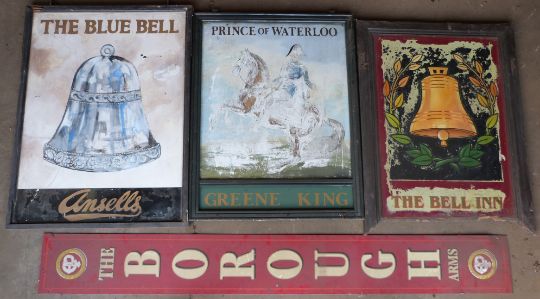 THE BLUE BELL
Ansells
PRINCE OF WATERLOO
GREENE KING
THE BELL INN
THE BOROUGH ARMS